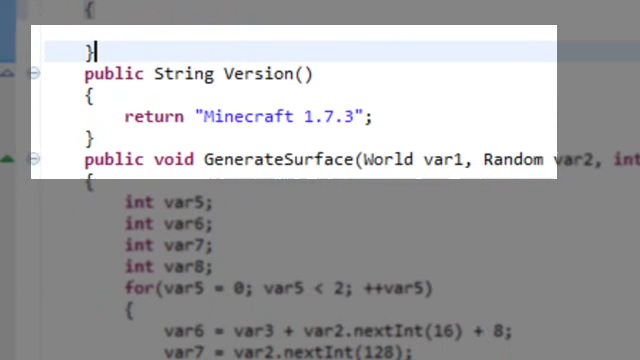 {
}
public String Version()
{
return "Minecraft 1.7.3";
}
public void GenerateSurface(World var1, Random var2, int
{
int var5;
int var6;
int var7;
int var8;
for(var5 = 0; var5 < 2; ++var5)
{
var6 = var3 + var2.nextInt(16) + 8;
var7 = var2.nextInt(128);